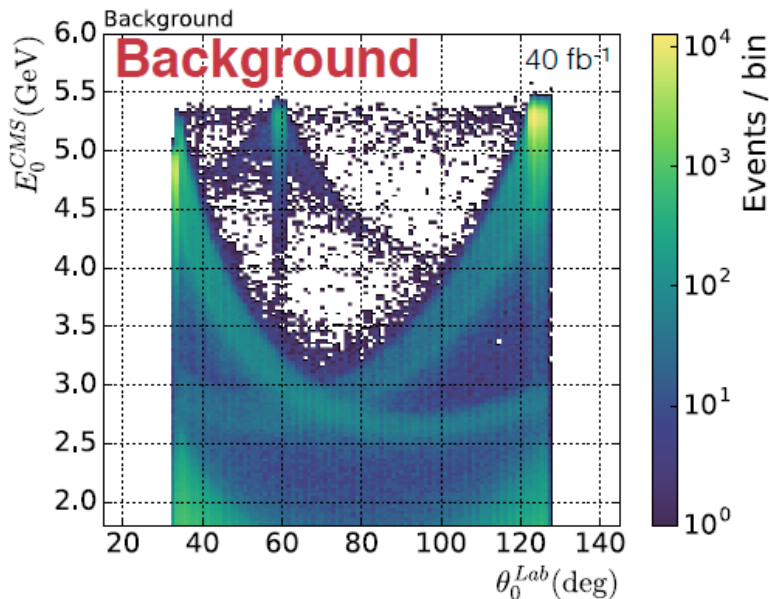 Background
Background
40 fb⁻¹
E₀^CMS(GeV)
6.0
5.5
5.0
4.5
4.0
3.5
3.0
2.5
2.0
20 40 60 80 100 120 140
θ₀^Lab(deg)
10⁴
10³
10²
10¹
10⁰
Events / bin